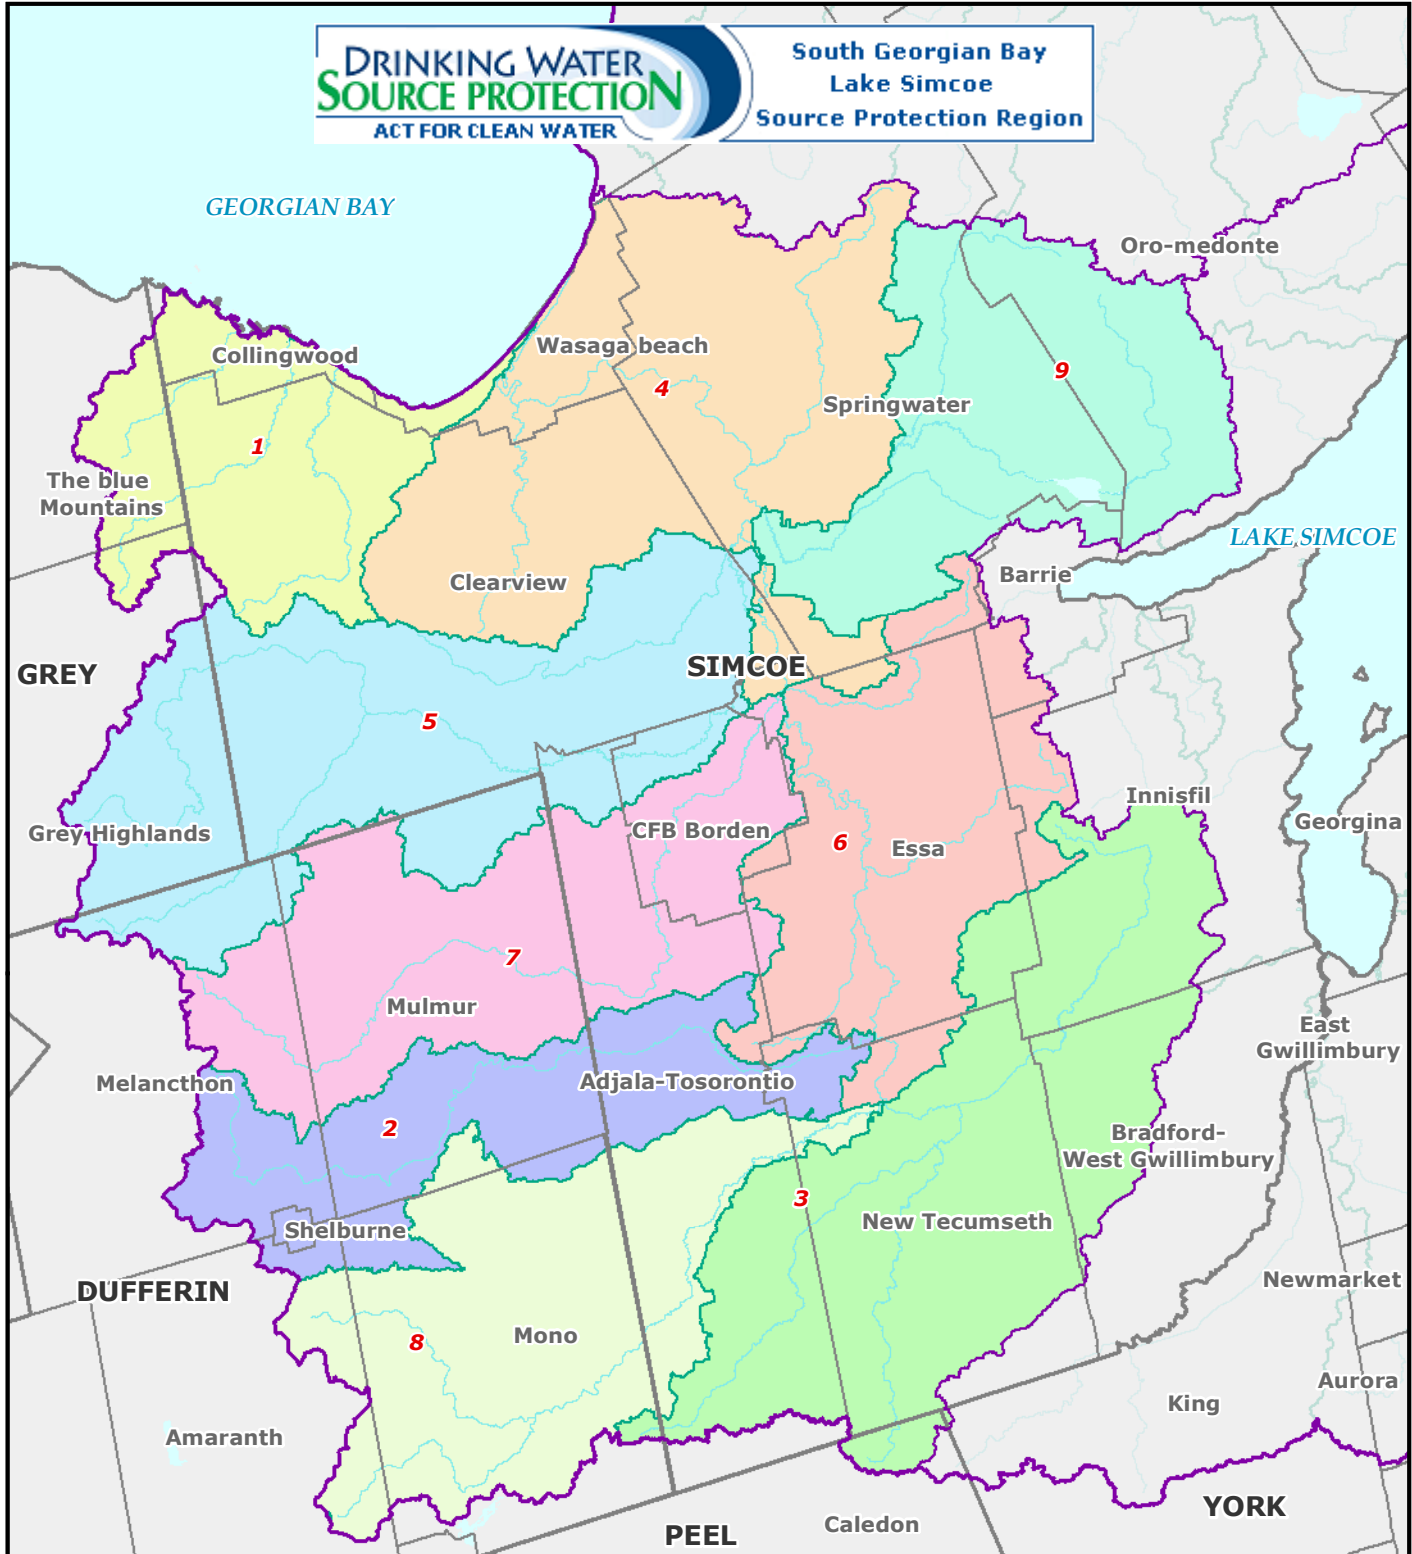 DRINKING WATER
SOURCE PROTECTION
ACT FOR CLEAN WATER
South Georgian Bay
Lake Simcoe
Source Protection Region
GEORGIAN BAY
Oro-medonte
Collingwood
Wasaga beach
9
4
Springwater
1
The blue
Mountains
LAKE SIMCOE
Clearview
Barrie
GREY
SIMCOE
5
Innisfil
Georgina
Grey Highlands
CFB Borden
6
Essa
7
Mulmur
East
Gwillimbury
Melancthon
Adjala-Tosorontio
2
Bradford-
West Gwillimbury
3
New Tecumseth
Shelburne
DUFFERIN
Newmarket
8
Mono
Aurora
King
Amaranth
YORK
Caledon
PEEL